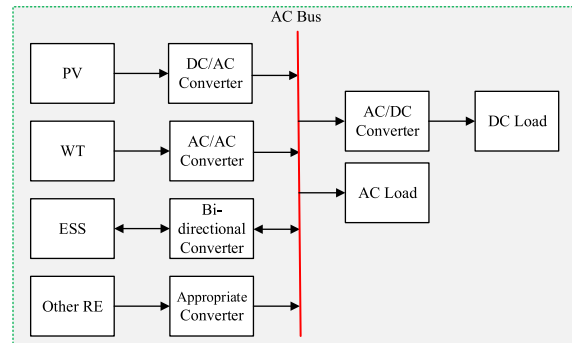 AC Bus
PV
DC/AC
Converter
WT
AC/AC
Converter
ESS
Bi-
directional
Converter
Other RE
Appropriate
Converter
AC/DC
Converter
DC Load
AC Load